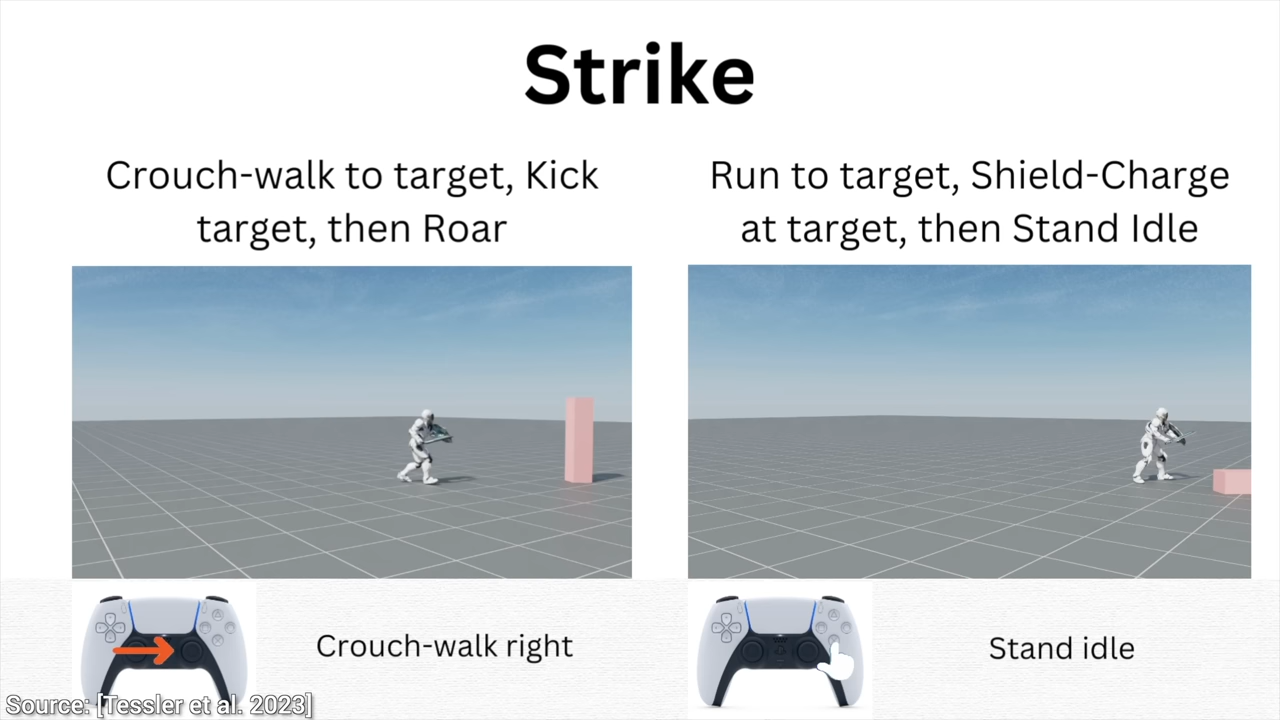 Strike
Crouch-walk to target, Kick
target, then Roar
Run to target, Shield-Charge
at target, then Stand Idle
Crouch-walk right
Stand idle
Source: [Tessler et al. 2023]